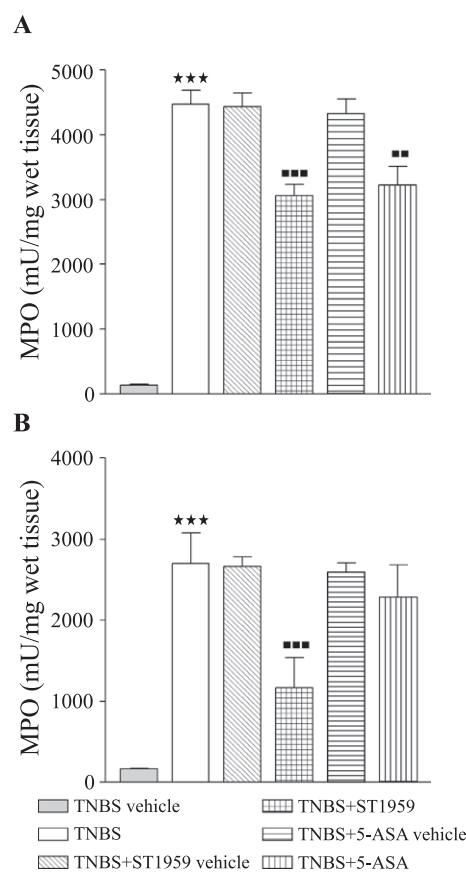 A
MPO (mU/mg wet tissue)
5000
4000
3000
2000
1000
0
★★★
■■■
■■
B
MPO (mU/mg wet tissue)
4000
3000
2000
1000
0
★★★
■■■
TNBS vehicle
TNBS
TNBS+ST1959 vehicle
TNBS+ST1959
TNBS+5-ASA vehicle
TNBS+5-ASA